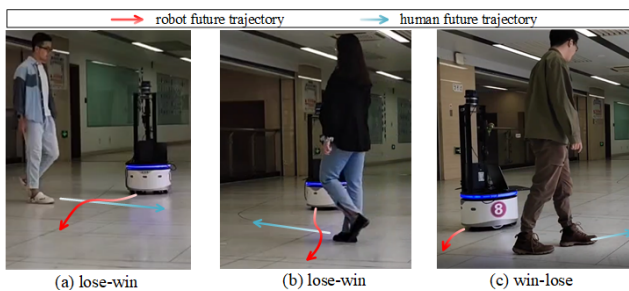 robot future trajectory
human future trajectory
8
(a) lose-win
(b) lose-win
(c) win-lose